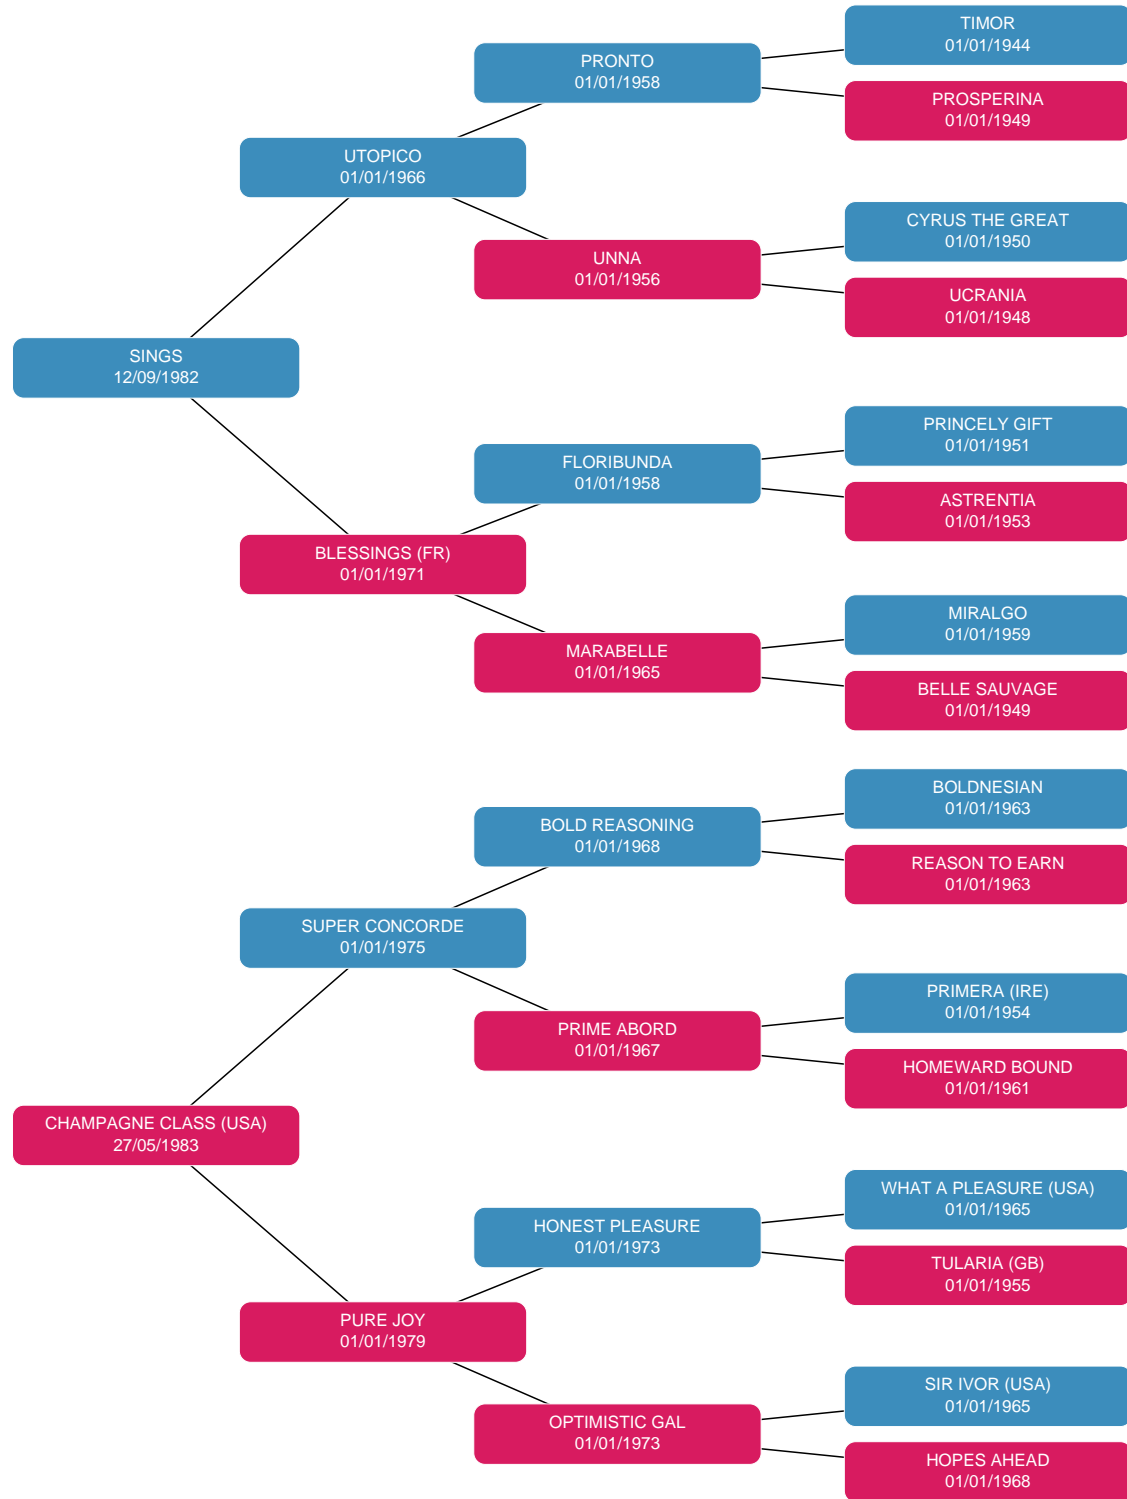 TIMOR
01/01/1944
PRONTO
01/01/1958
PROSPERINA
01/01/1949
UTOPICO
01/01/1966
CYRUS THE GREAT
01/01/1950
UNNA
01/01/1956
UCRANIA
01/01/1948
SINGS
12/09/1982
PRINCELY GIFT
01/01/1951
FLORIBUNDA
01/01/1958
ASTRENTIA
01/01/1953
BLESSINGS (FR)
01/01/1971
MIRALGO
01/01/1959
MARABELLE
01/01/1965
BELLE SAUVAGE
01/01/1949
BOLDNESIAN
01/01/1963
BOLD REASONING
01/01/1968
REASON TO EARN
01/01/1963
SUPER CONCORDE
01/01/1975
PRIMERA (IRE)
01/01/1954
PRIME ABORD
01/01/1967
HOMEWARD BOUND
01/01/1961
CHAMPAGNE CLASS (USA)
27/05/1983
WHAT A PLEASURE (USA)
01/01/1965
HONEST PLEASURE
01/01/1973
TULARIA (GB)
01/01/1955
PURE JOY
01/01/1979
SIR IVOR (USA)
01/01/1965
OPTIMISTIC GAL
01/01/1973
HOPES AHEAD
01/01/1968